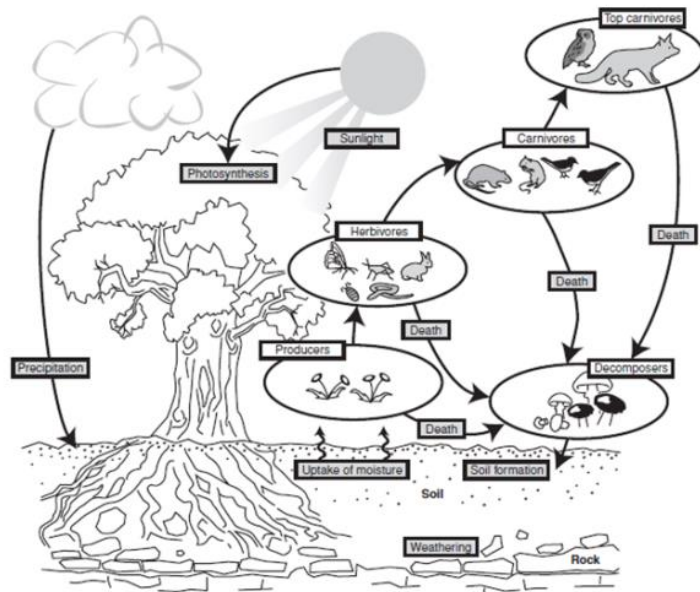 Top carnivores
Sunlight
Carnivores
Photosynthesis
Herbivores
Death
Death
Death
Producers
Precipitation
Decomposers
Death
Uptake of moisture
Soil formation
Soil
Weathering
Rock